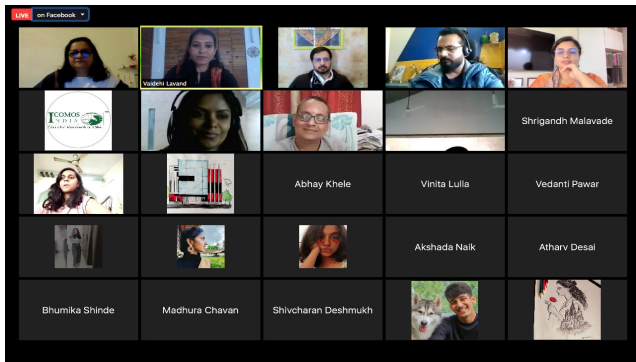 LIVE on Facebook
Vaidehi Lavand
ICOMOS
INDIA
Shrigandh Malavade
Abhay Khele
Vinita Lulla
Vedanti Pawar
Akshada Naik
Atharv Desai
Bhumika Shinde
Madhura Chavan
Shivcharan Deshmukh